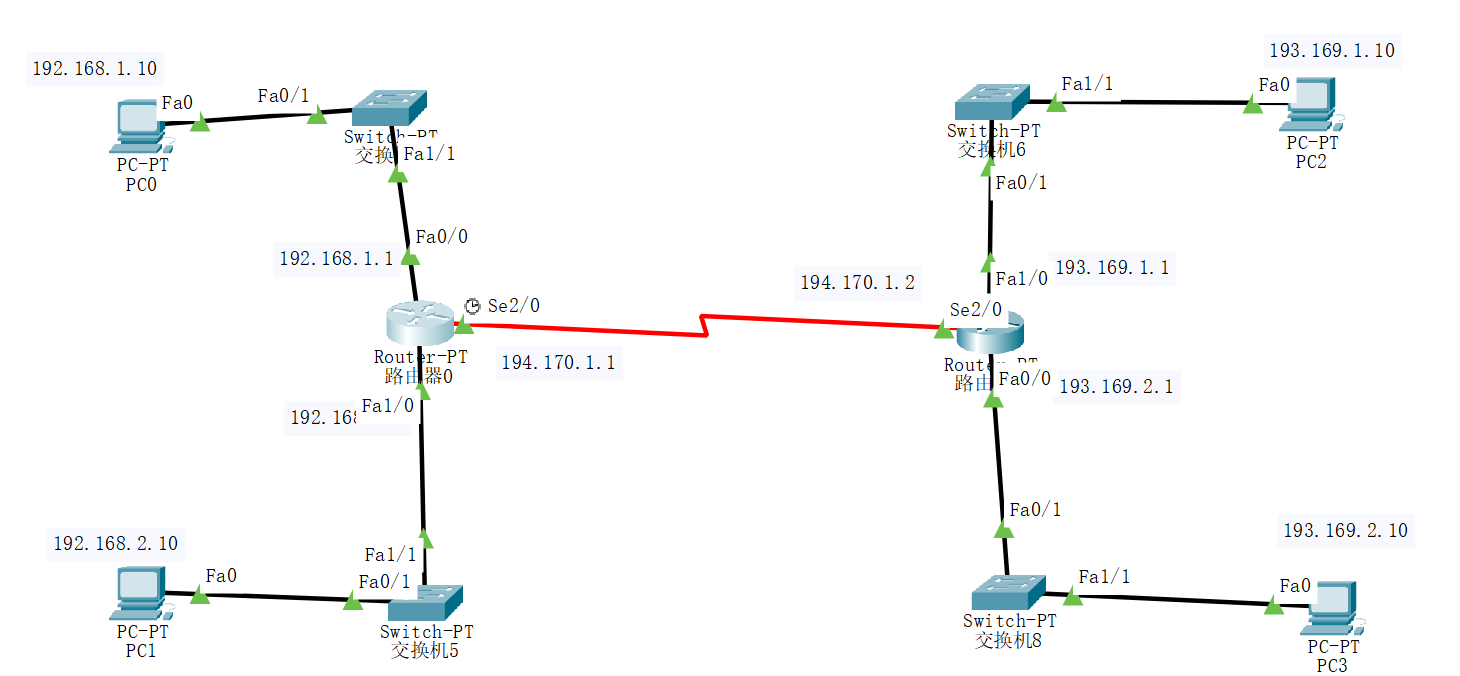 192.168.1.10
Fa0
Fa0/1
PC-PT
PC0
Switch-PT
交换
Fa1/1
Fa0/0
192.168.1.1
Se2/0
194.170.1.1
Router-PT
路由器0
Fa1/0
192.168
192.168.2.10
Fa0
Fa1/1
Fa0/1
PC-PT
PC1
Switch-PT
交换机5
193.169.1.10
Fa1/1
Fa0
Switch-PT
交换机6
PC-PT
PC2
Fa0/1
193.169.1.1
Fa1/0
194.170.1.2
Se2/0
路由
Fa0/0
193.169.2.1
Fa0/1
193.169.2.10
Fa1/1
Fa0
Switch-PT
交换机8
PC-PT
PC3